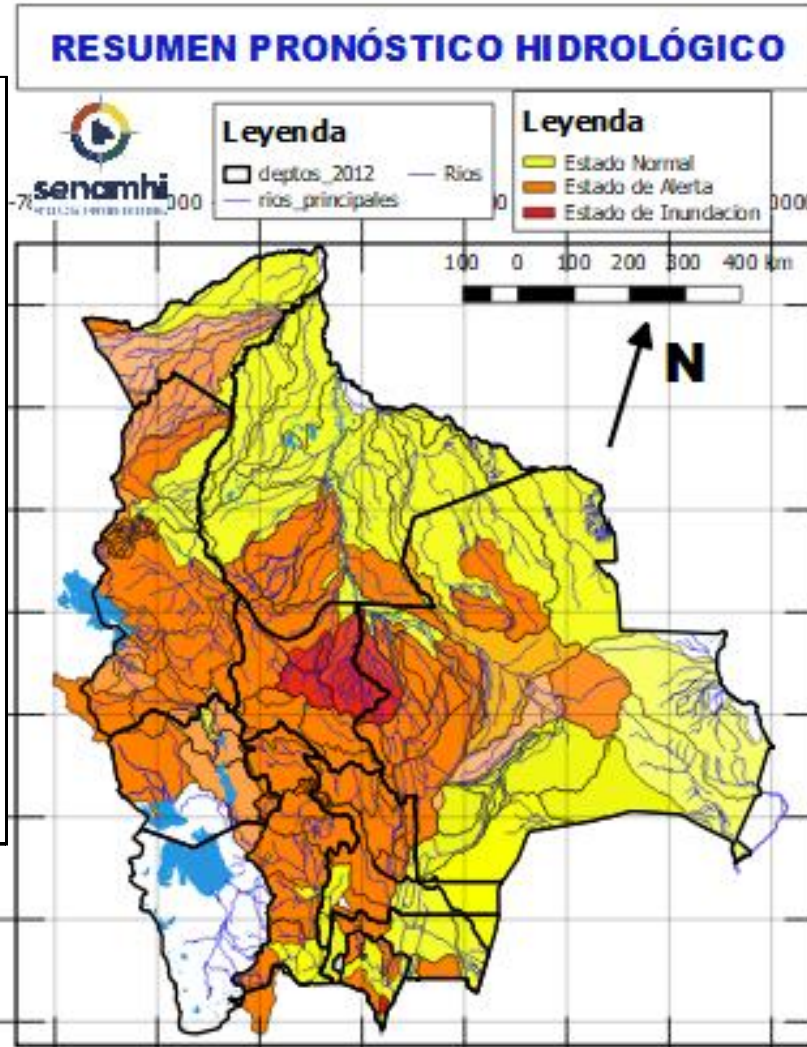 RESUMEN PRONÓSTICO HIDROLÓGICO
senamhi
Leyenda
deptos_2012
Rios
rios_principales
Leyenda
Estado Normal
Estado de Alerta
Estado de Inundacion
100 0 100 200 300 400 km
N